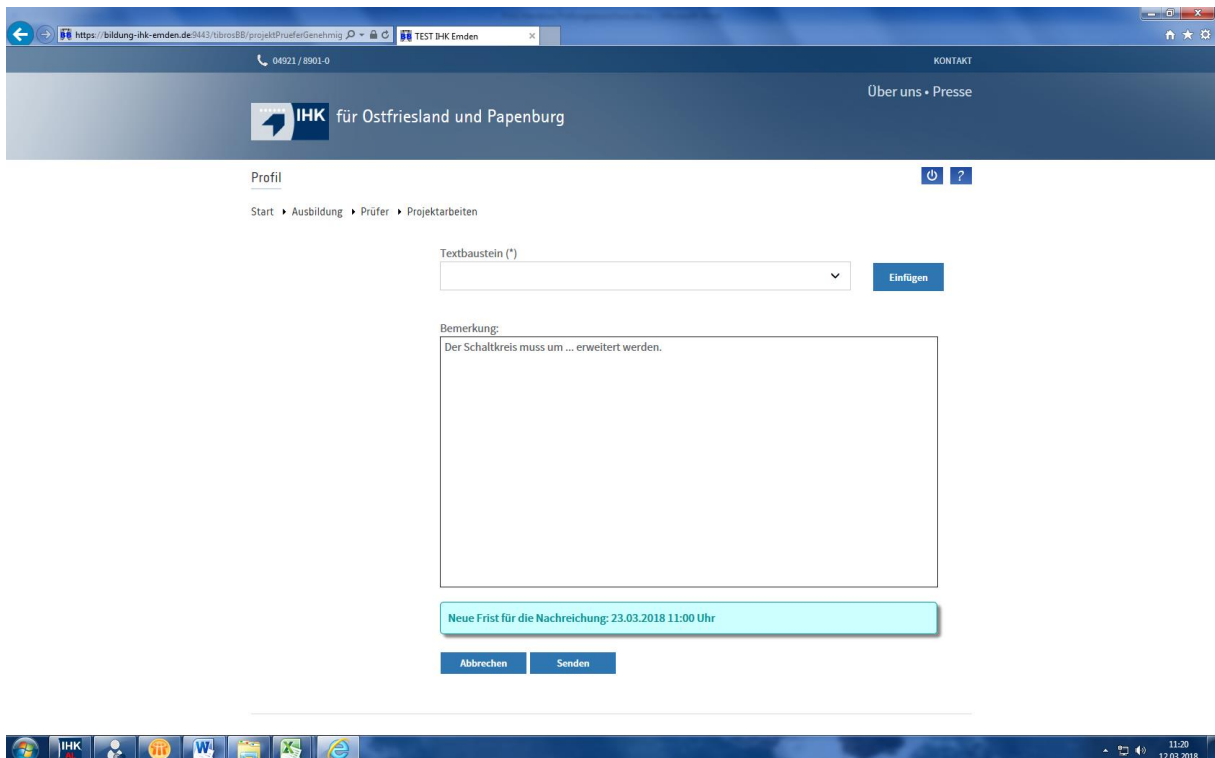 https://bildung-ihk-emden.de:9443/tibrosBB/projektPrueferGenehmig
TEST IHK Emden
04921 / 8901-0
KONTAKT
Über uns • Presse
IHK für Ostfriesland und Papenburg
Profil
?
Start ▸ Ausbildung ▸ Prüfer ▸ Projektarbeiten
Textbaustein (*)
Einfügen
Bemerkung:
Der Schaltkreis muss um ... erweitert werden.
Neue Frist für die Nachreichung: 23.03.2018 11:00 Uhr
Abbrechen
Senden
IHK
11:20
12.03.2018